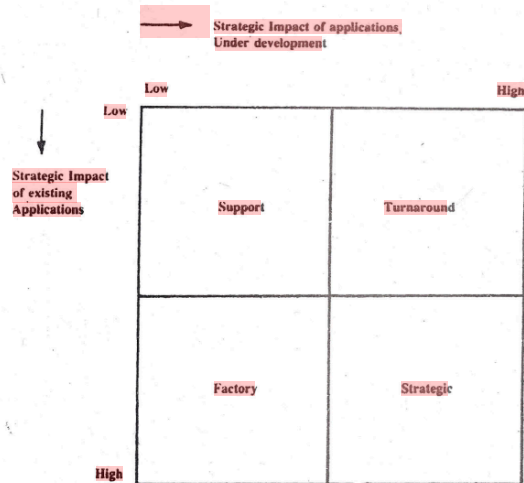 Strategic Impact of applications
Under development
Low
High
Low
Strategic Impact
of existing
Applications
Support
Turnaround
Factory
Strategic
High